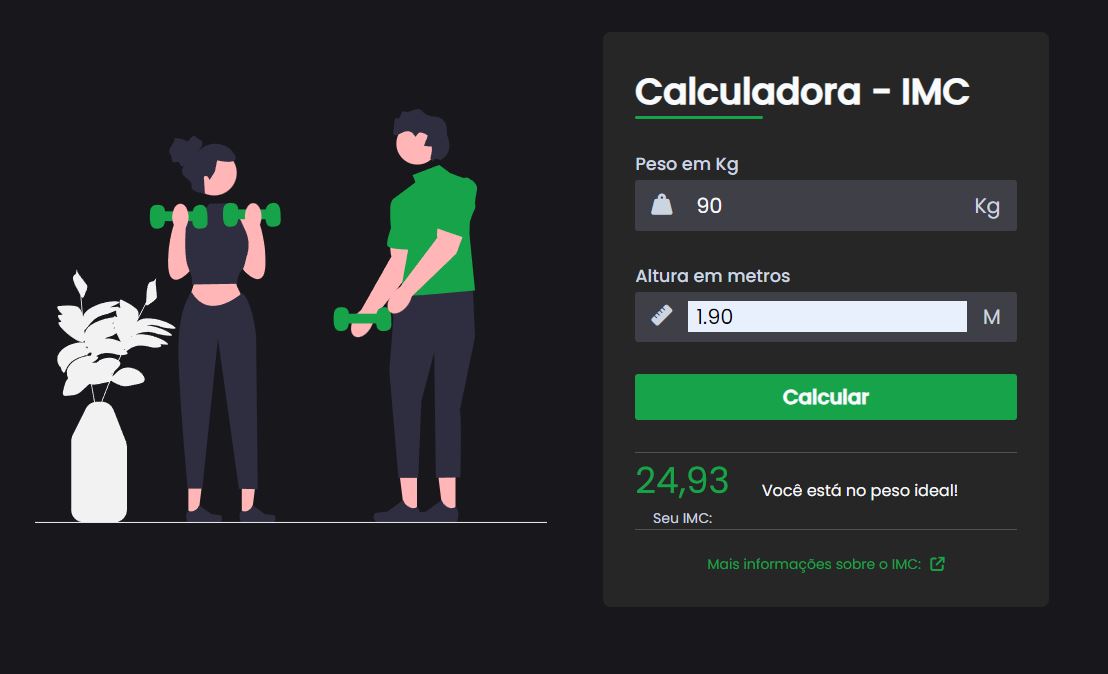 Calculadora - IMC
Peso em Kg
90 Kg
Altura em metros
1.90 M
Calcular
24,93
Você está no peso ideal!
Seu IMC:
Mais informações sobre o IMC: